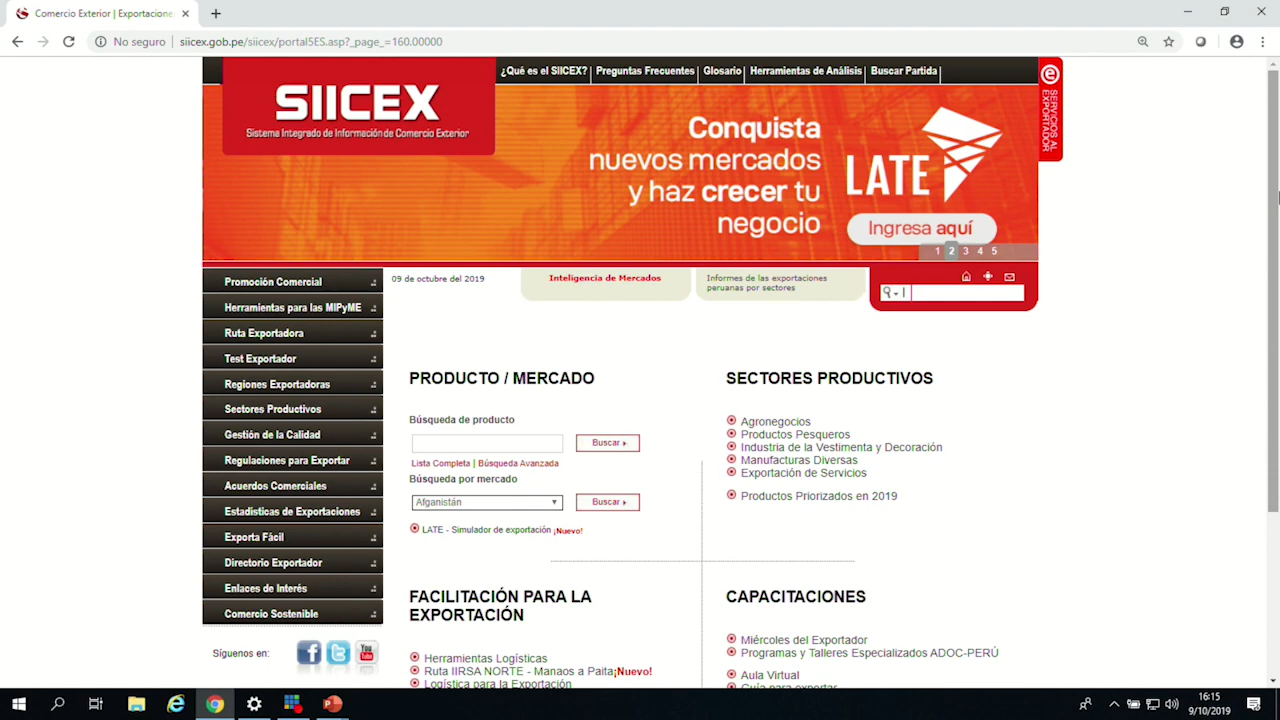 Comercio Exterior | Exportacione
No seguro | siicex.gob.pe/siicex/portal5ES.asp?_page_=160.00000
¿Qué es el SIICEX? | Preguntas Frecuentes | Glosario | Herramientas de Análisis | Buscar Partida |
SIICEX
Sistema Integrado de Información de Comercio Exterior
Conquista
nuevos mercados
y haz crecer tu
negocio
LATE
Ingresa aquí
1 2 3 4 5
SERVICIOS AL
EXPORTADOR
09 de octubre del 2019
Inteligencia de Mercados
Informes de las exportaciones
peruanas por sectores
Promoción Comercial
Herramientas para las MIPyME
Ruta Exportadora
Test Exportador
Regiones Exportadoras
Sectores Productivos
Gestión de la Calidad
Regulaciones para Exportar
Acuerdos Comerciales
Estadísticas de Exportaciones
Exporta Fácil
Directorio Exportador
Enlaces de Interés
Comercio Sostenible
Síguenos en:
PRODUCTO / MERCADO
Búsqueda de producto
Buscar
Lista Completa | Búsqueda Avanzada
Búsqueda por mercado
Afganistán
Buscar
LATE - Simulador de exportación ¡Nuevo!
SECTORES PRODUCTIVOS
Agronegocios
Productos Pesqueros
Industria de la Vestimenta y Decoración
Manufacturas Diversas
Exportación de Servicios
Productos Priorizados en 2019
FACILITACIÓN PARA LA
EXPORTACIÓN
Herramientas Logísticas
Ruta IIRSA NORTE - Manaos a Paita¡Nuevo!
Logística para la Exportación
CAPACITACIONES
Miércoles del Exportador
Programas y Talleres Especializados ADOC-PERÚ
Aula Virtual
Guía para exportar
16:15
9/10/2019